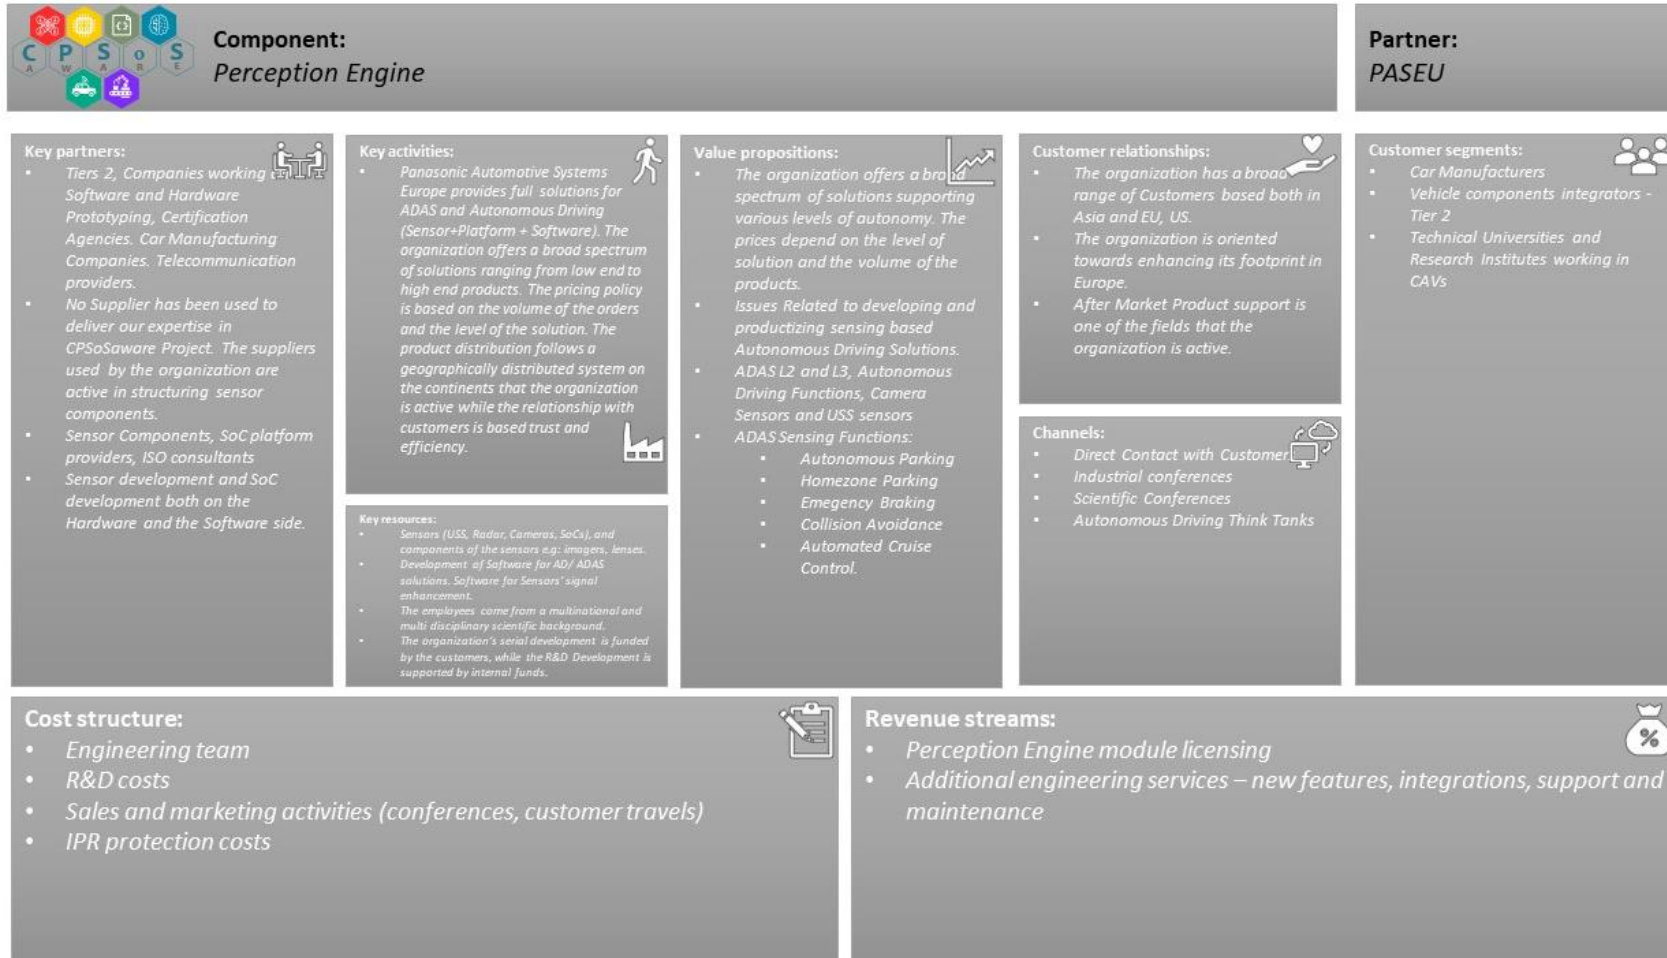 C P S o S
A W A R E
Component:
Perception Engine
Partner:
PASEU
Key partners:
▪ Tiers 2, Companies working
Software and Hardware
Prototyping, Certification
Agencies. Car Manufacturing
Companies. Telecommunication
providers.
▪ No Supplier has been used to
deliver our expertise in
CPSoSaware Project. The suppliers
used by the organization are
active in structuring sensor
components.
▪ Sensor Components, SoC platform
providers, ISO consultants
▪ Sensor development and SoC
development both on the
Hardware and the Software side.
Key activities:
▪ Panasonic Automotive Systems
Europe provides full solutions for
ADAS and Autonomous Driving
(Sensor+Platform + Software). The
organization offers a broad spectrum
of solutions ranging from low end to
high end products. The pricing policy
is based on the volume of the orders
and the level of the solution. The
product distribution follows a
geographically distributed system on
the continents that the organization
is active while the relationship with
customers is based trust and
efficiency.
Key resources:
▪ Sensors (USS, Radar, Cameras, SoCs), and
components of the sensors e.g: imagers, lenses.
▪ Development of Software for AD/ ADAS
solutions. Software for Sensors' signal
enhancement.
▪ The employees come from a multinational and
multi disciplinary scientific background.
▪ The organization's serial development is funded
by the customers, while the R&D Development is
supported by internal funds.
Value propositions:
▪ The organization offers a broad
spectrum of solutions supporting
various levels of autonomy. The
prices depend on the level of
solution and the volume of the
products.
▪ Issues Related to developing and
productizing sensing based
Autonomous Driving Solutions.
▪ ADAS L2 and L3, Autonomous
Driving Functions, Camera
Sensors and USS sensors
▪ ADAS Sensing Functions:
▪ Autonomous Parking
▪ Homezone Parking
▪ Emegency Braking
▪ Collision Avoidance
▪ Automated Cruise
Control.
Customer relationships:
▪ The organization has a broad
range of Customers based both in
Asia and EU, US.
▪ The organization is oriented
towards enhancing its footprint in
Europe.
▪ After Market Product support is
one of the fields that the
organization is active.
Channels:
▪ Direct Contact with Customer
▪ Industrial conferences
▪ Scientific Conferences
▪ Autonomous Driving Think Tanks
Customer segments:
▪ Car Manufacturers
▪ Vehicle components integrators -
Tier 2
▪ Technical Universities and
Research Institutes working in
CAVs
Cost structure:
• Engineering team
• R&D costs
• Sales and marketing activities (conferences, customer travels)
• IPR protection costs
Revenue streams:
• Perception Engine module licensing
• Additional engineering services – new features, integrations, support and
maintenance
%